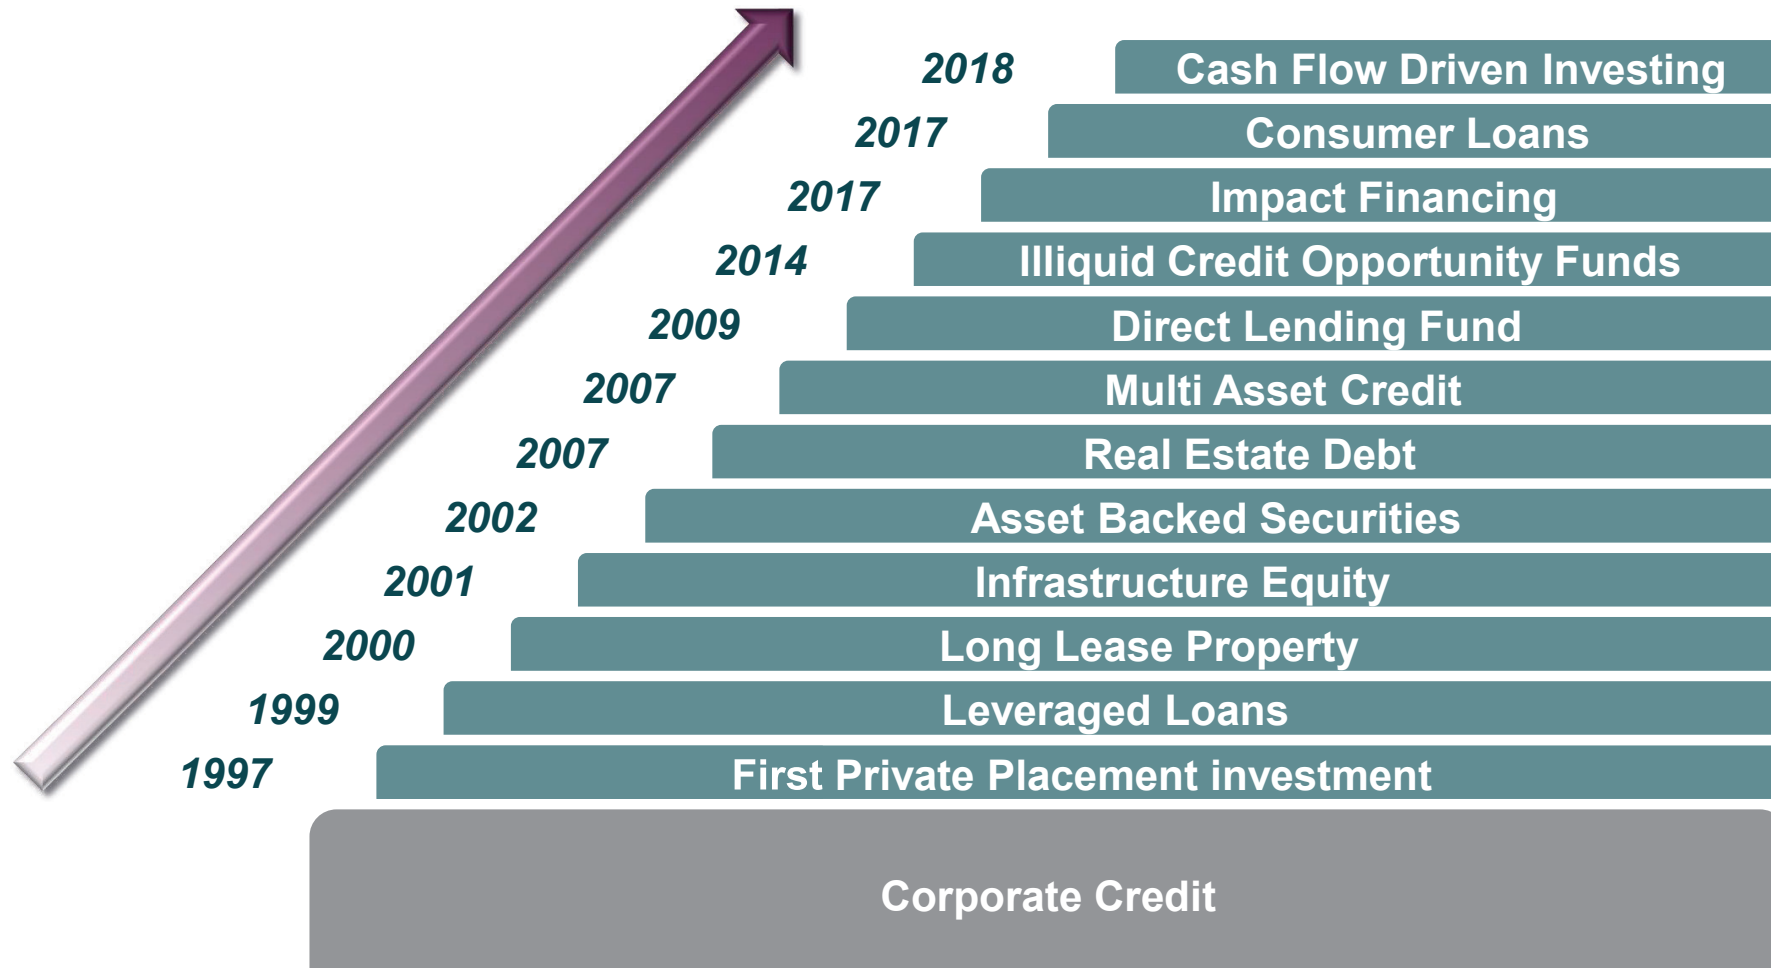 2018 Cash Flow Driven Investing
2017 Consumer Loans
2017 Impact Financing
2014 Illiquid Credit Opportunity Funds
2009 Direct Lending Fund
2007 Multi Asset Credit
2007 Real Estate Debt
2002 Asset Backed Securities
2001 Infrastructure Equity
2000 Long Lease Property
1999 Leveraged Loans
1997 First Private Placement investment
Corporate Credit